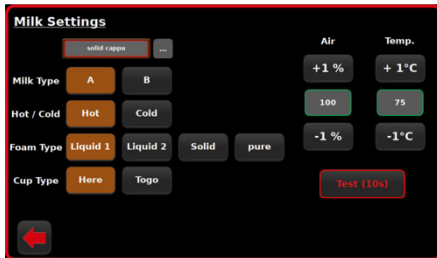 Milk Settings
solid cappu ...
Air Temp.
+1 % + 1°C
Milk Type A B
100 75
Hot / Cold Hot Cold
-1 % -1°C
Foam Type Liquid 1 Liquid 2 Solid pure
Cup Type Here Togo
Test (10s)